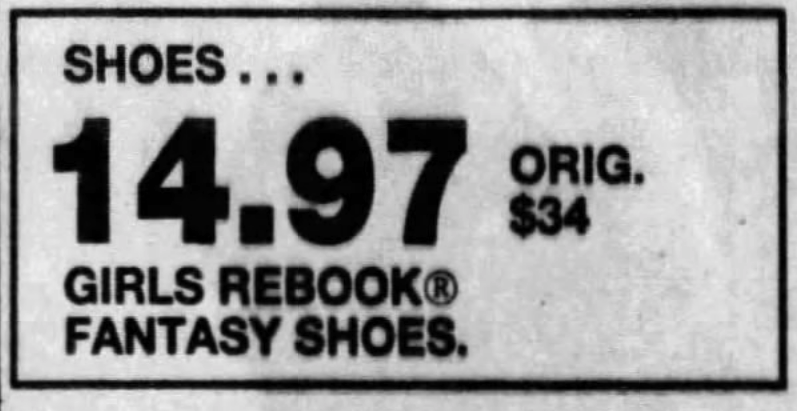 SHOES . . .
14.97 ORIG. $34
GIRLS REBOOK®
FANTASY SHOES.